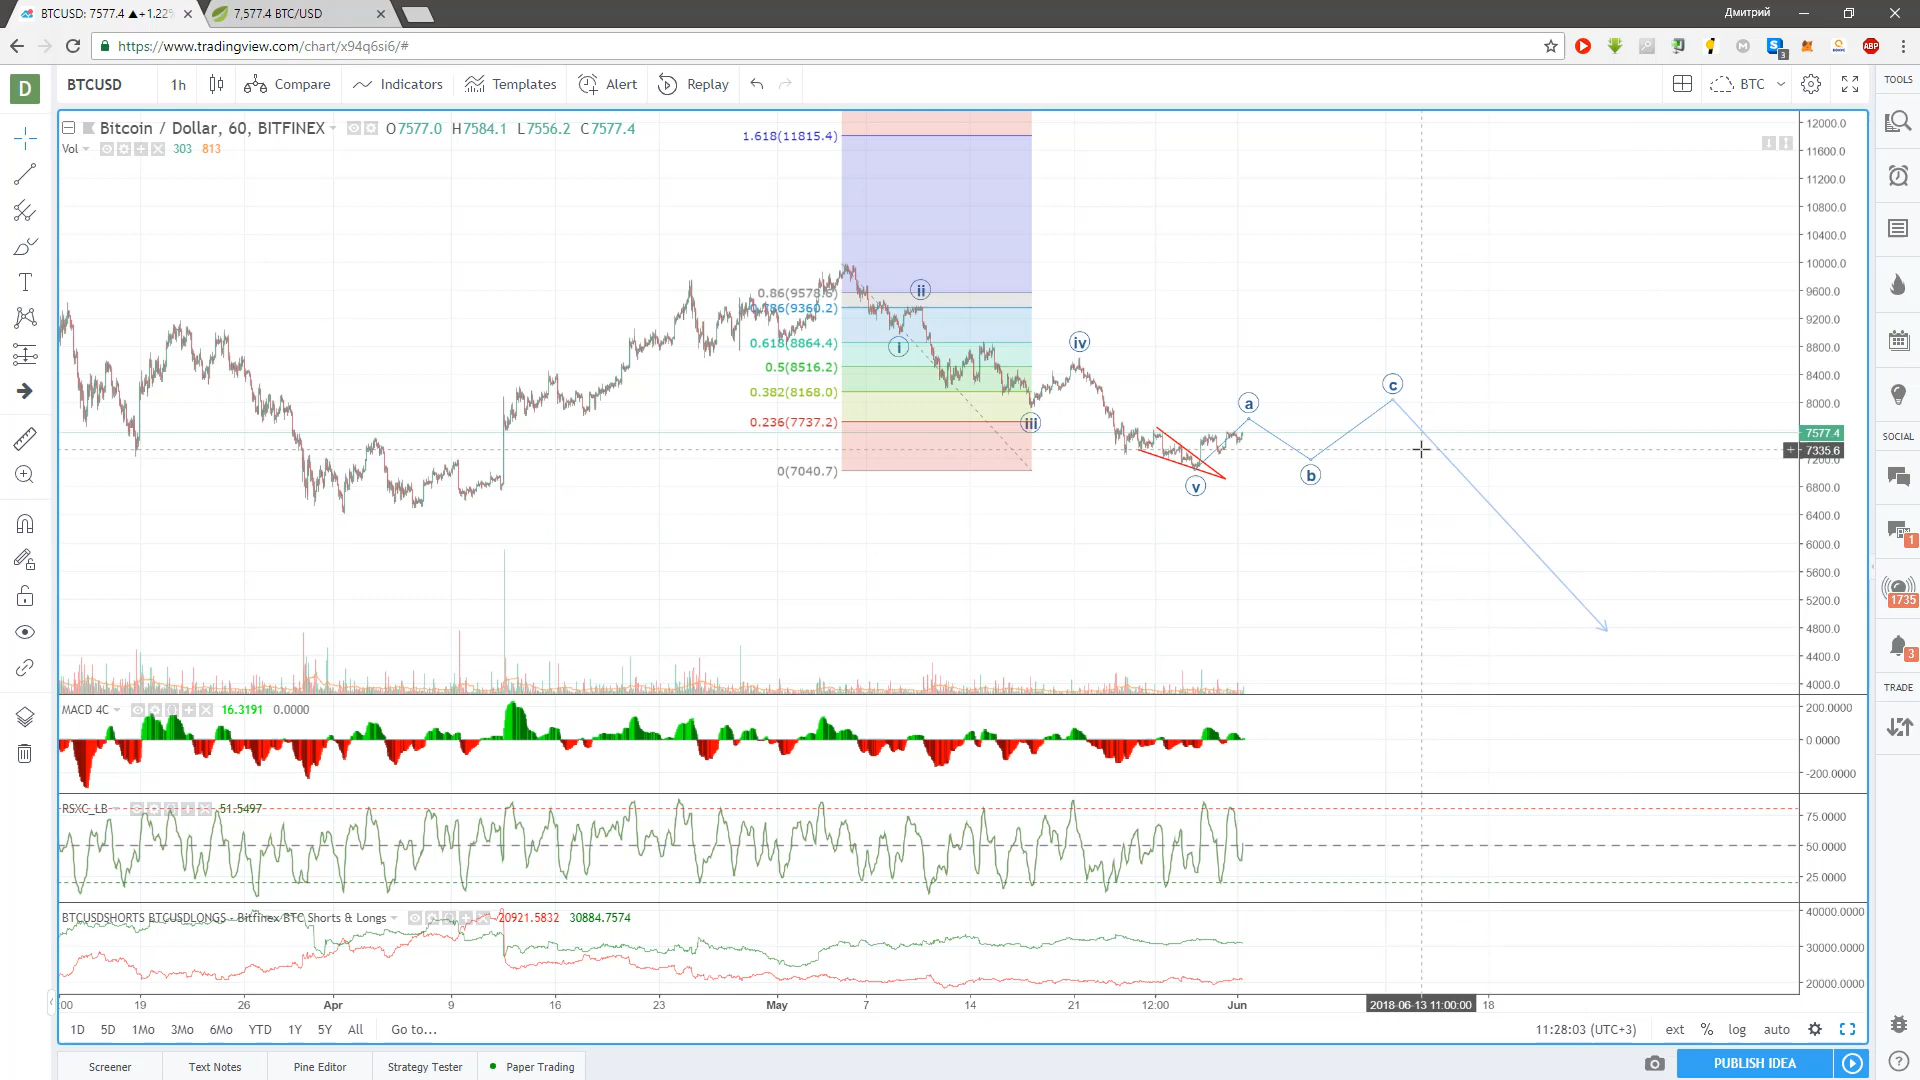 BTCUSD: 7577.4 ▲+1.22%
7,577.4 BTC/USD
Дмитрий
https://www.tradingview.com/chart/x94q6si6/#
D
BTCUSD
1h
Compare
Indicators
Templates
Alert
Replay
BTC
TOOLS
Bitcoin / Dollar, 60, BITFINEX
O7577.0 H7584.1 L7556.2 C7577.4
Vol
303 813
1.618(11815.4)
0.86(9578.6)
0.786(9360.2)
0.618(8864.4)
0.5(8516.2)
0.382(8168.0)
0.236(7737.2)
0(7040.7)
i
ii
iii
iv
v
a
b
c
12000.0
11600.0
11200.0
10800.0
10400.0
10000.0
9600.0
9200.0
8800.0
8400.0
8000.0
7577.4
7335.6
7200.0
6800.0
6400.0
6000.0
5600.0
5200.0
4800.0
4400.0
4000.0
SOCIAL
1
1735
3
TRADE
MACD 4C
16.3191 0.0000
200.0000
0.0000
-200.0000
RSXC_LB
51.5497
75.0000
50.0000
25.0000
BTCUSDSHORTS BTCUSDLONGS - Bitfinex BTC Shorts & Longs
20921.5832 30884.7574
40000.0000
30000.0000
20000.0000
:00 19 26 Apr 9 16 23 May 7 14 21 12:00 Jun 2018-06-13 11:00:00 18
1D 5D 1Mo 3Mo 6Mo YTD 1Y 5Y All Go to...
11:28:03 (UTC+3) ext % log auto
Screener
Text Notes
Pine Editor
Strategy Tester
Paper Trading
PUBLISH IDEA